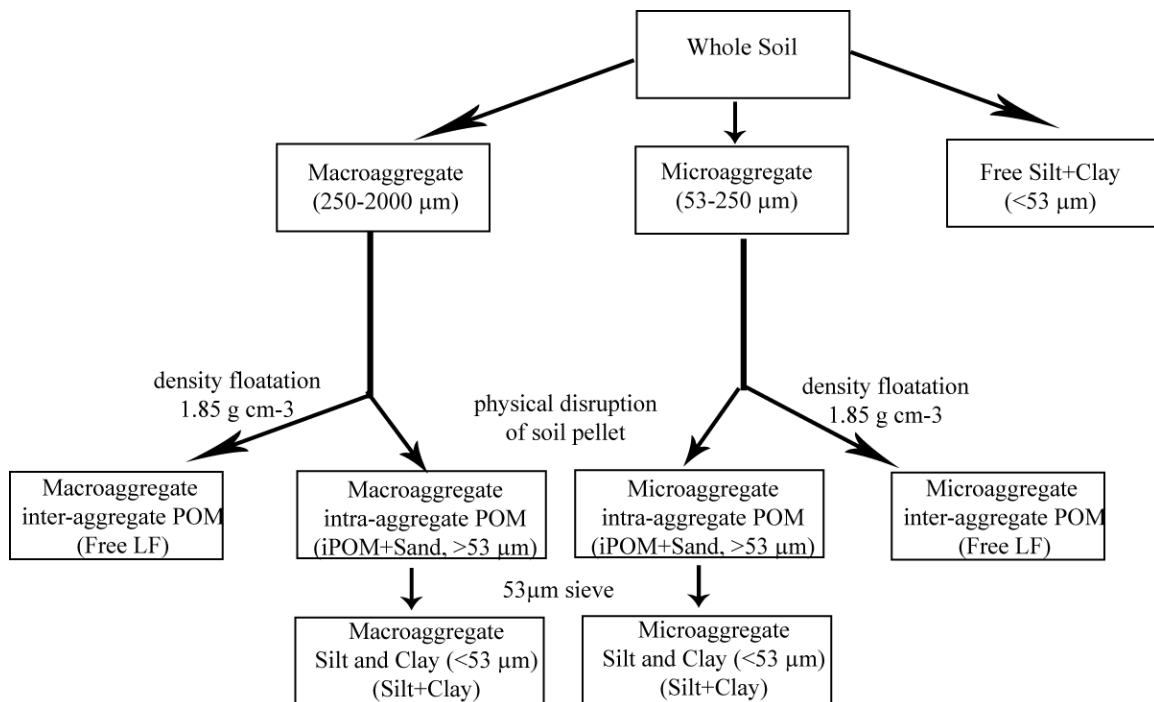 Whole Soil
Macroaggregate
(250-2000 µm)
Microaggregate
(53-250 µm)
Free Silt+Clay
(<53 µm)
density floatation
1.85 g cm-3
physical disruption
of soil pellet
density floatation
1.85 g cm-3
Macroaggregate
inter-aggregate POM
(Free LF)
Macroaggregate
intra-aggregate POM
(iPOM+Sand, >53 µm)
Microaggregate
intra-aggregate POM
(iPOM+Sand, >53 µm)
Microaggregate
inter-aggregate POM
(Free LF)
53µm sieve
Macroaggregate
Silt and Clay (<53 µm)
(Silt+Clay)
Microaggregate
Silt and Clay (<53 µm)
(Silt+Clay)